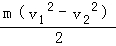 m (v₁² − v₂²)
2